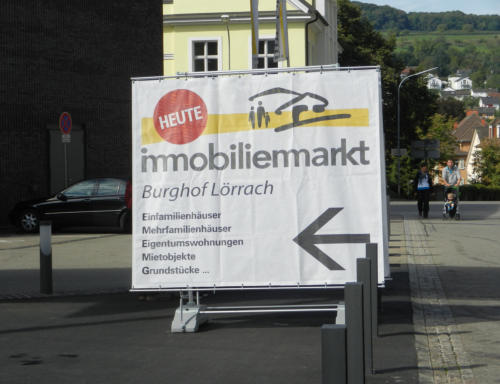 HEUTE
immobilienmarkt
Burghof Lörrach
Einfamilienhäuser
Mehrfamilienhäuser
Eigentumswohnungen
Mietobjekte
Grundstücke ...